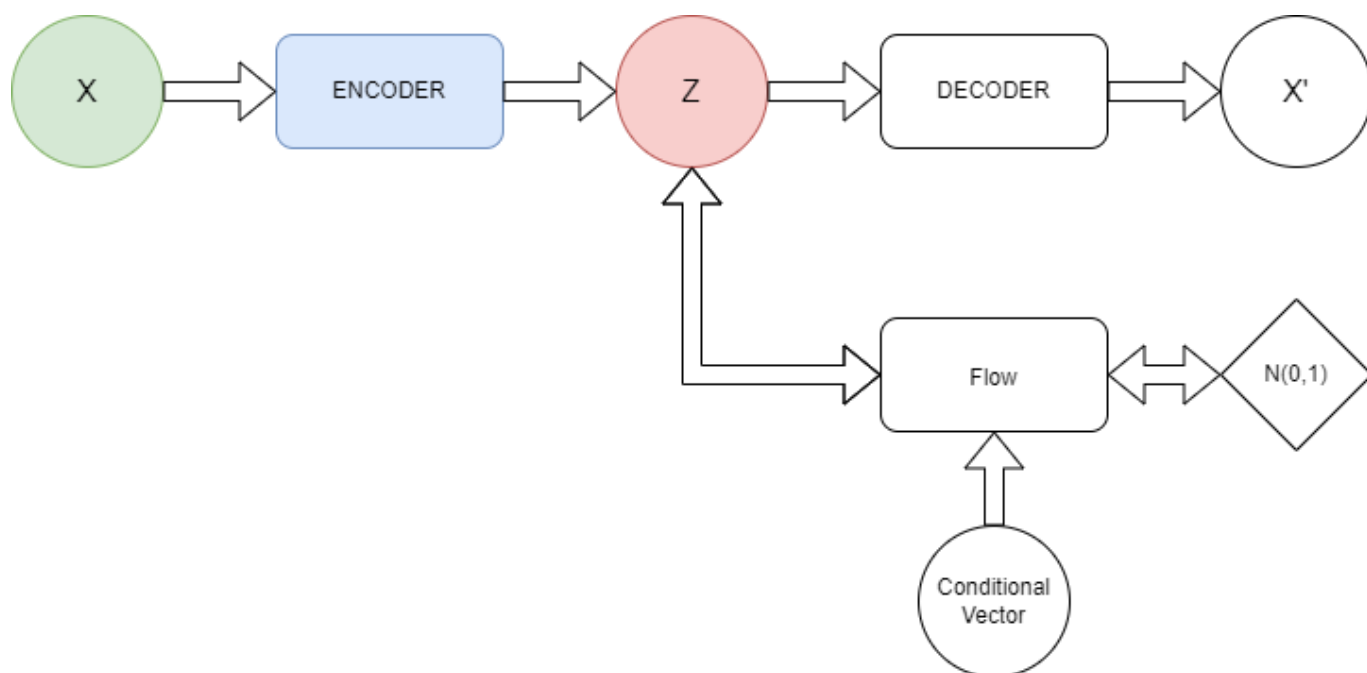 X
ENCODER
Z
DECODER
X'
Flow
N(0,1)
Conditional
Vector